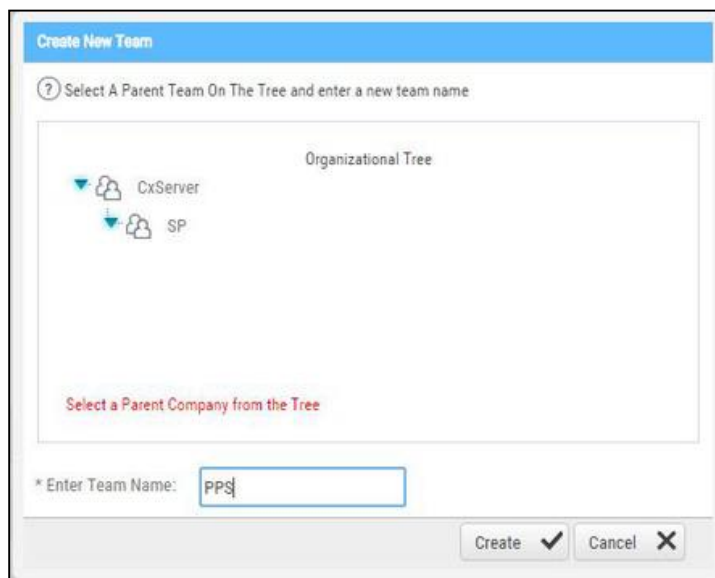 Create New Team
? Select A Parent Team On The Tree and enter a new team name
Organizational Tree
CxServer
SP
Select a Parent Company from the Tree
* Enter Team Name: PPS
Create Cancel